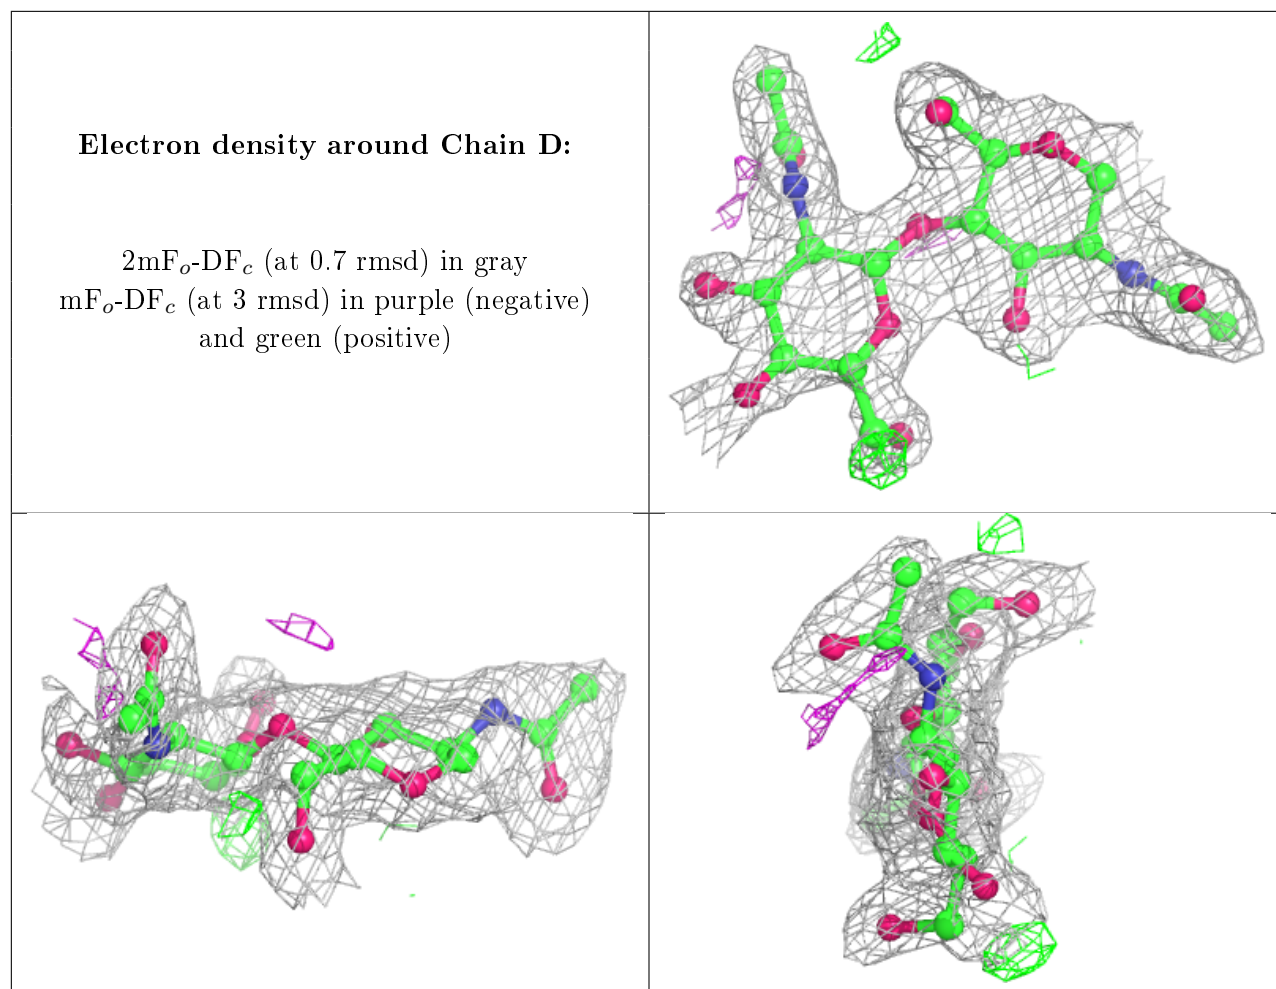 Electron density around Chain D:
2mFₒ-DF𝒸 (at 0.7 rmsd) in gray
mFₒ-DF𝒸 (at 3 rmsd) in purple (negative)
and green (positive)